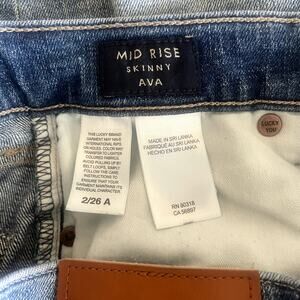 MID RISE
SKINNY
AVA
THIS LUCKY BRAND
GARMENT MAY HAVE
INTENTIONAL RIPS
OR HOLES. COLOR MAY
TRANSFER TO LIGHTER
COLORED FABRICS.
AVOID PULLING UP BY
BELT LOOPS. SIMPLY
FOLLOW THE CARE
INSTRUCTIONS TO
ENSURE THAT YOUR
GARMENT MAINTAINS ITS
INDIVIDUAL CHARACTER.
2/26 A
MADE IN SRI LANKA
FABRIQUÉ AU SRI LANKA
HECHO EN SRI LANKA
RN 80318
CA 56897
LUCKY
YOU